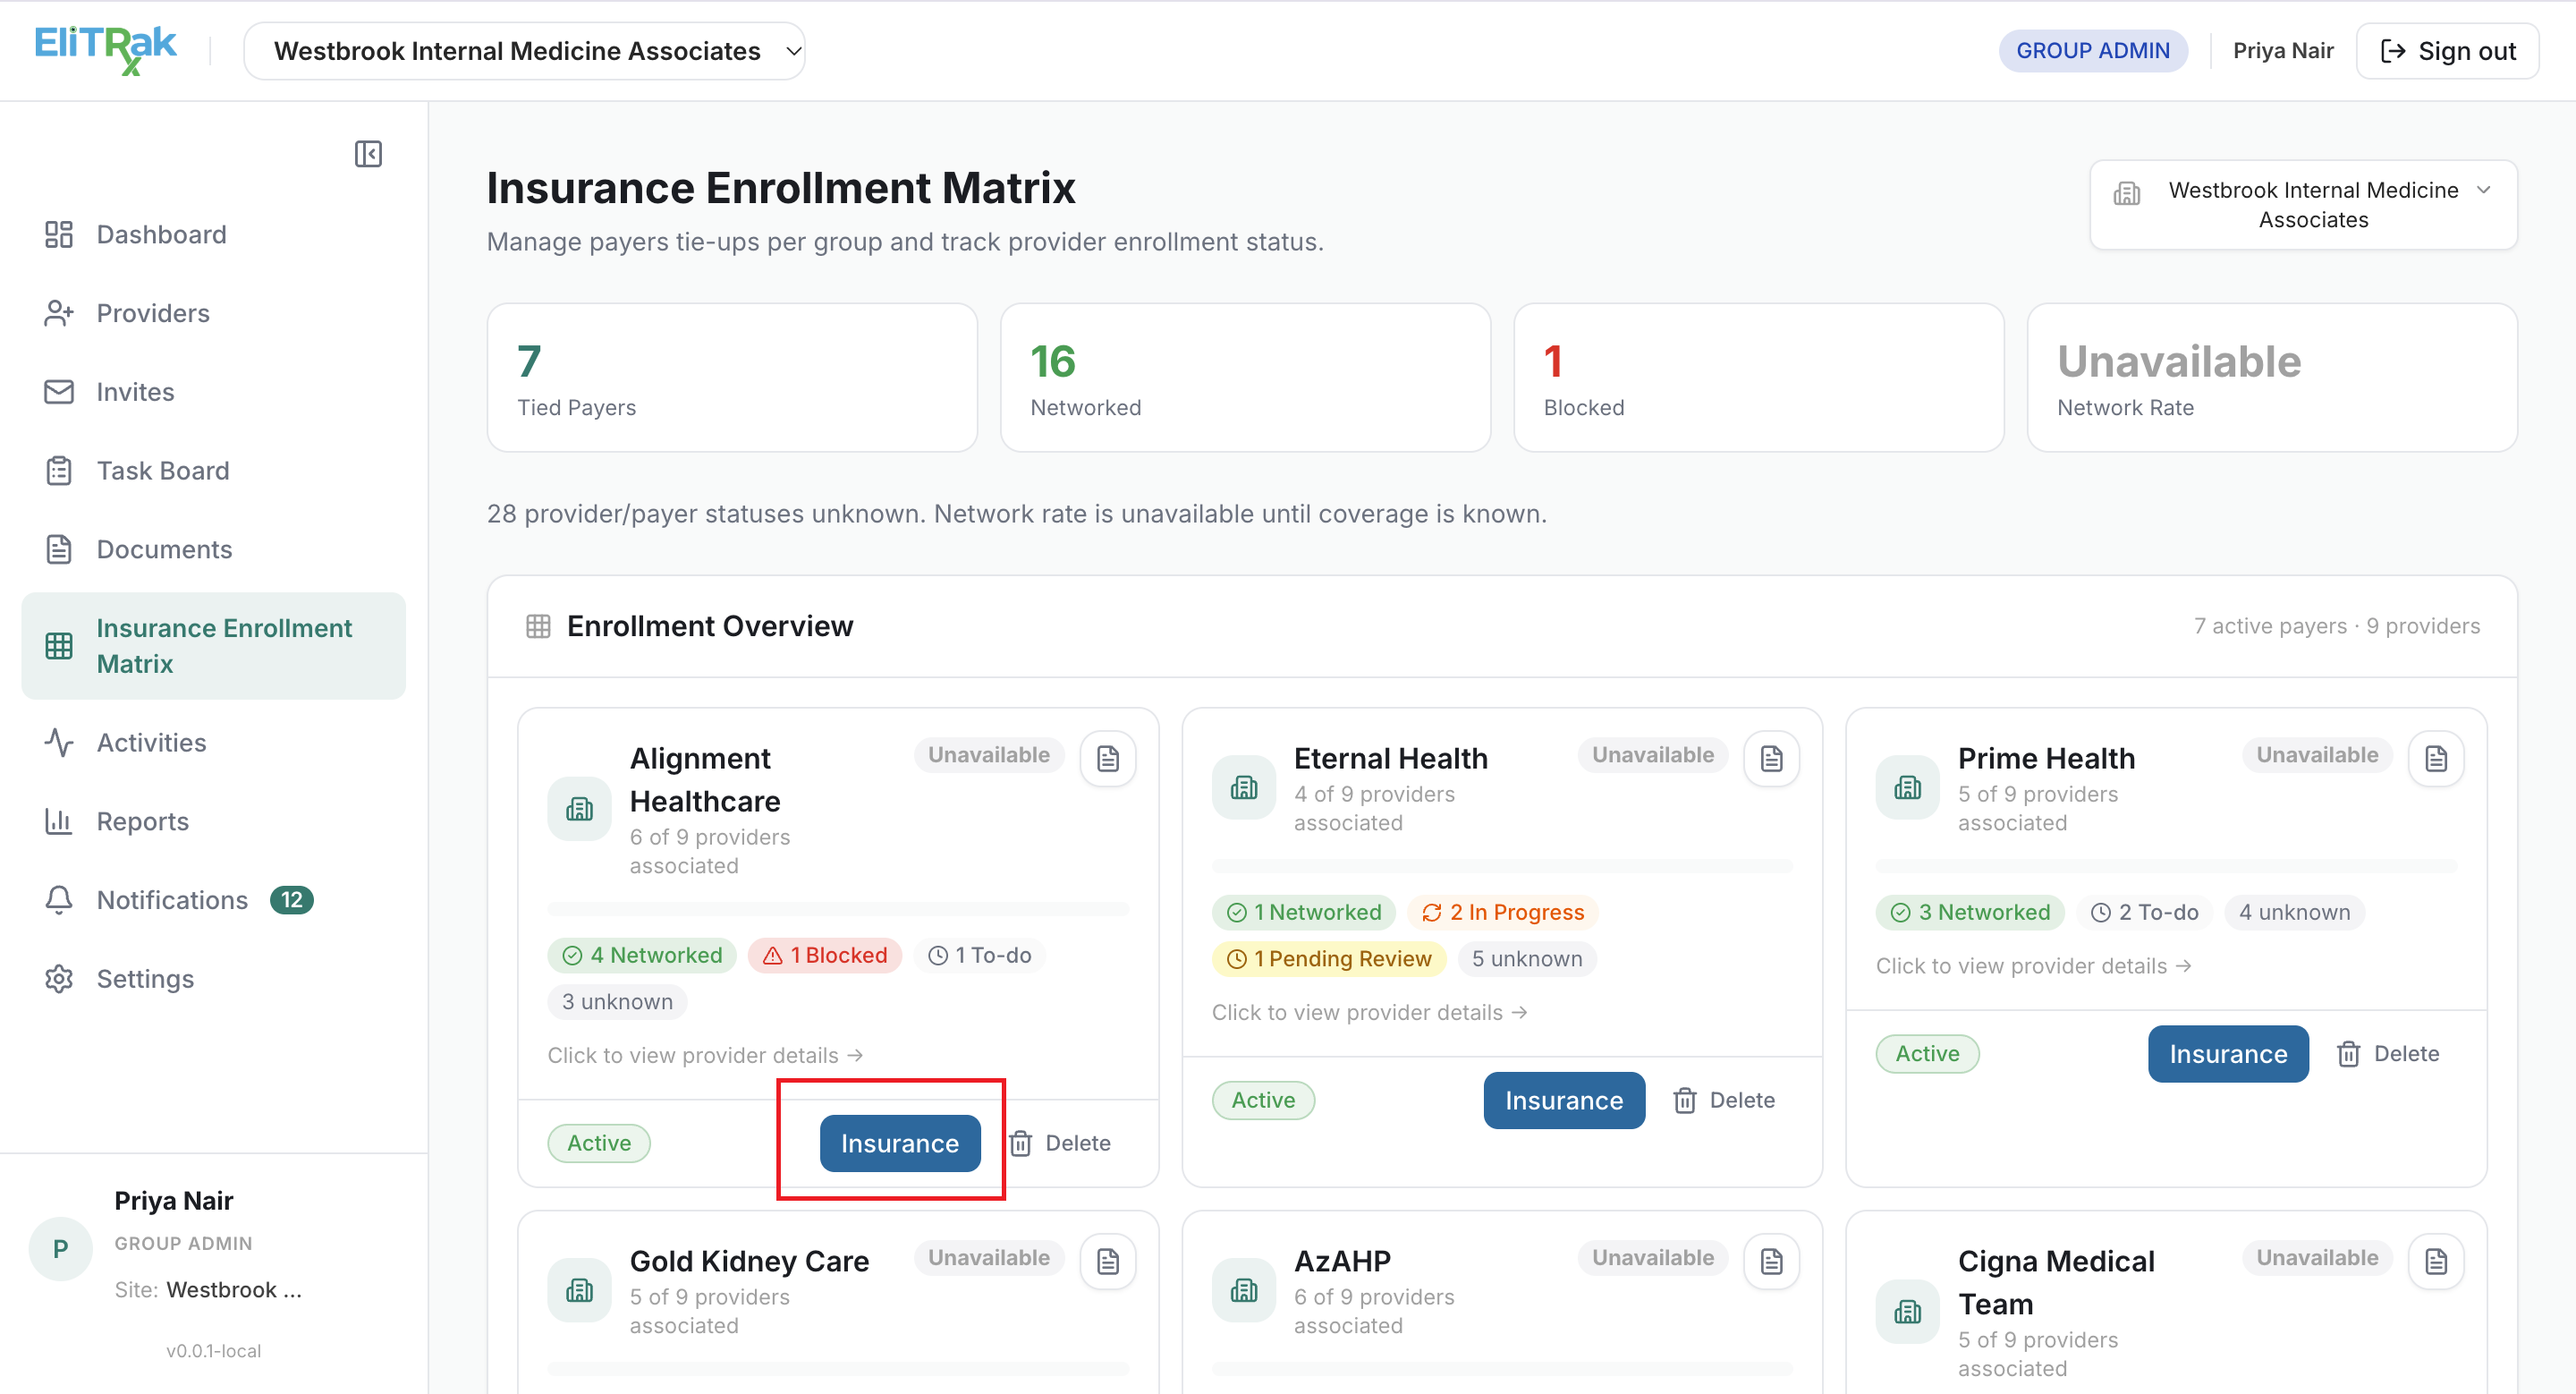 EliTRak
Rx
Westbrook Internal Medicine Associates
GROUP ADMIN
Priya Nair
Sign out
Dashboard
Providers
Invites
Task Board
Documents
Insurance Enrollment
Matrix
Activities
Reports
Notifications 12
Settings
Priya Nair
P
GROUP ADMIN
Site: Westbrook ...
v0.0.1-local
Insurance Enrollment Matrix
Manage payers tie-ups per group and track provider enrollment status.
Westbrook Internal Medicine
Associates
7
Tied Payers
16
Networked
1
Blocked
Unavailable
Network Rate
28 provider/payer statuses unknown. Network rate is unavailable until coverage is known.
Enrollment Overview
7 active payers · 9 providers
Alignment
Healthcare
Unavailable
6 of 9 providers
associated
4 Networked
1 Blocked
1 To-do
3 unknown
Click to view provider details →
Active
Insurance
Delete
Eternal Health
Unavailable
4 of 9 providers
associated
1 Networked
2 In Progress
1 Pending Review
5 unknown
Click to view provider details →
Active
Insurance
Delete
Prime Health
Unavailable
5 of 9 providers
associated
3 Networked
2 To-do
4 unknown
Click to view provider details →
Active
Insurance
Delete
Gold Kidney Care
Unavailable
5 of 9 providers
associated
AzAHP
Unavailable
6 of 9 providers
associated
Cigna Medical
Team
Unavailable
5 of 9 providers
associated